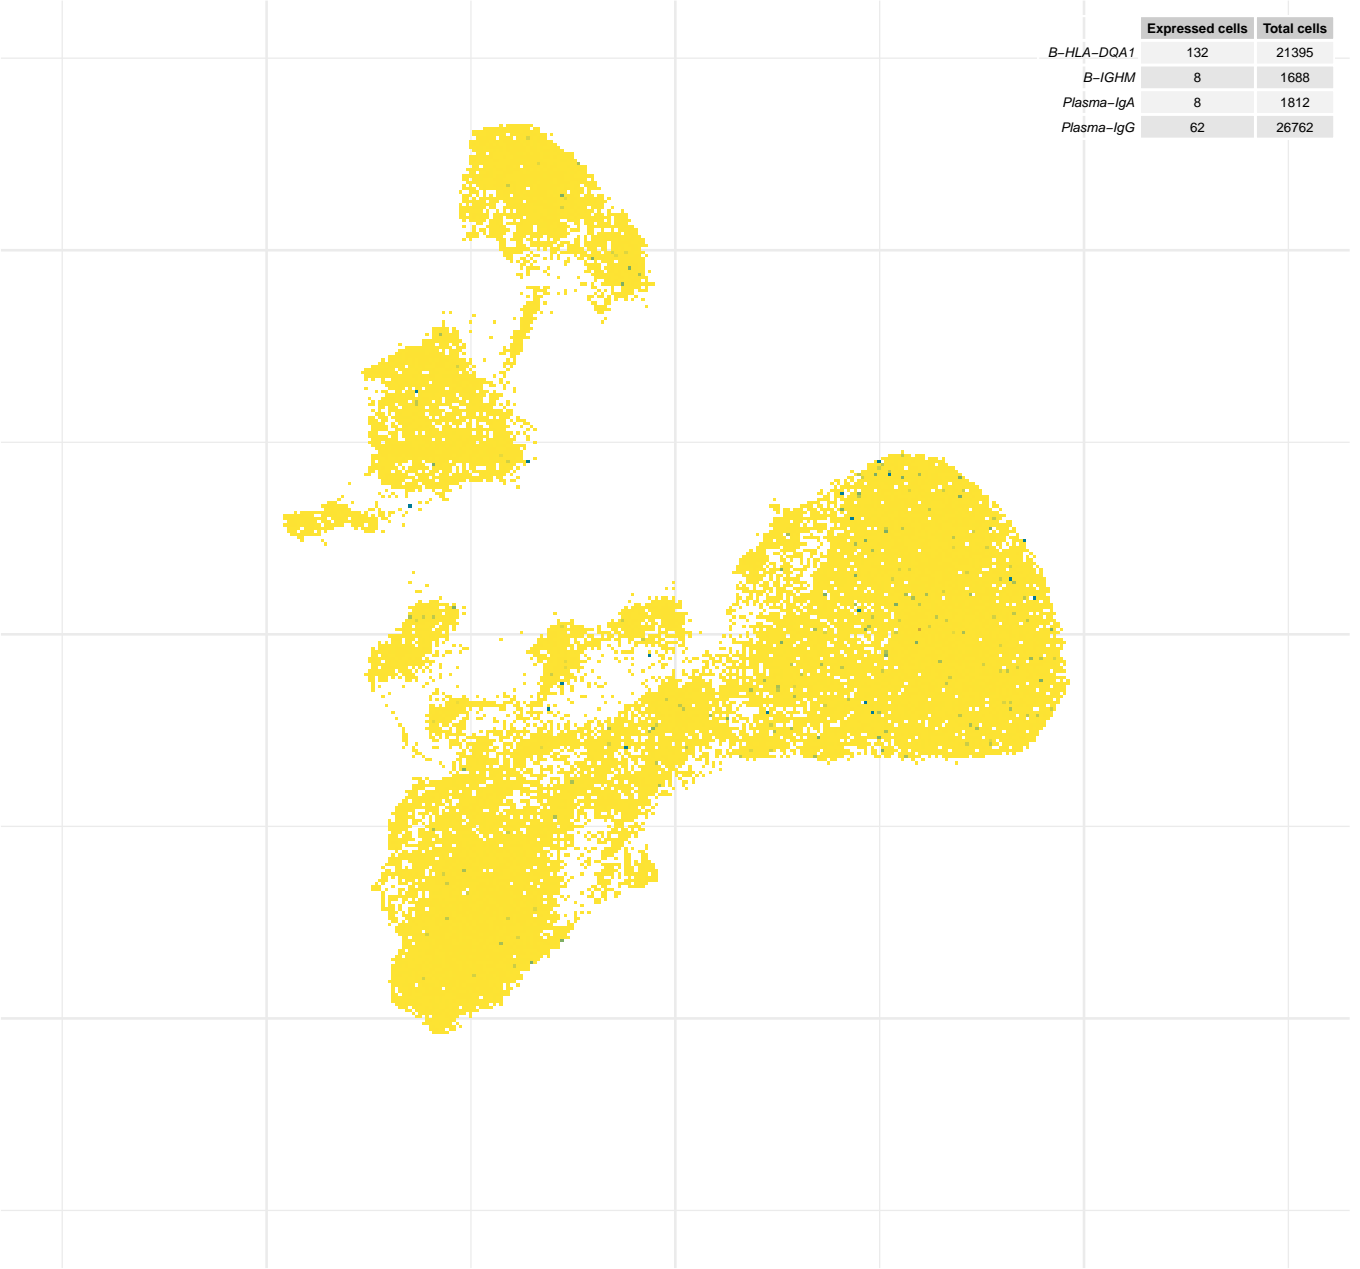 Expressed cells Total cells
B−HLA−DQA1 132 21395
B−IGHM 8 1688
Plasma−IgA 8 1812
Plasma−IgG 62 26762